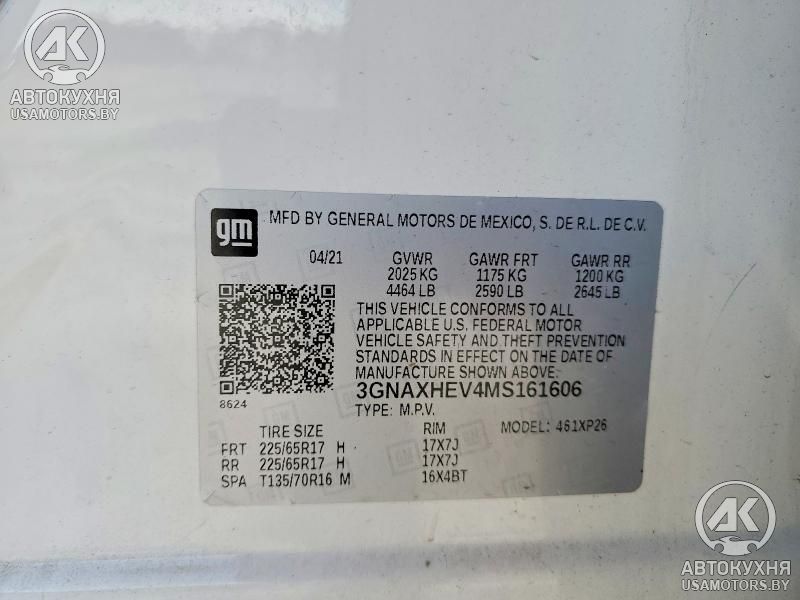 AK
АВТОКУХНЯ
USAMOTORS.BY
gm
MFD BY GENERAL MOTORS DE MEXICO, S. DE R.L. DE C.V.
04/21 GVWR GAWR FRT GAWR RR
2025 KG 1175 KG 1200 KG
4464 LB 2590 LB 2645 LB
THIS VEHICLE CONFORMS TO ALL
APPLICABLE U.S. FEDERAL MOTOR
VEHICLE SAFETY AND THEFT PREVENTION
STANDARDS IN EFFECT ON THE DATE OF
MANUFACTURE SHOWN ABOVE.
3GNAXHEV4MS161606
8624
TYPE: M.P.V.
TIRE SIZE RIM MODEL: 461XP26
FRT 225/65R17 H 17X7J
RR 225/65R17 H 17X7J
SPA T135/70R16 M 16X4BT
AK
АВТОКУХНЯ
USAMOTORS.BY